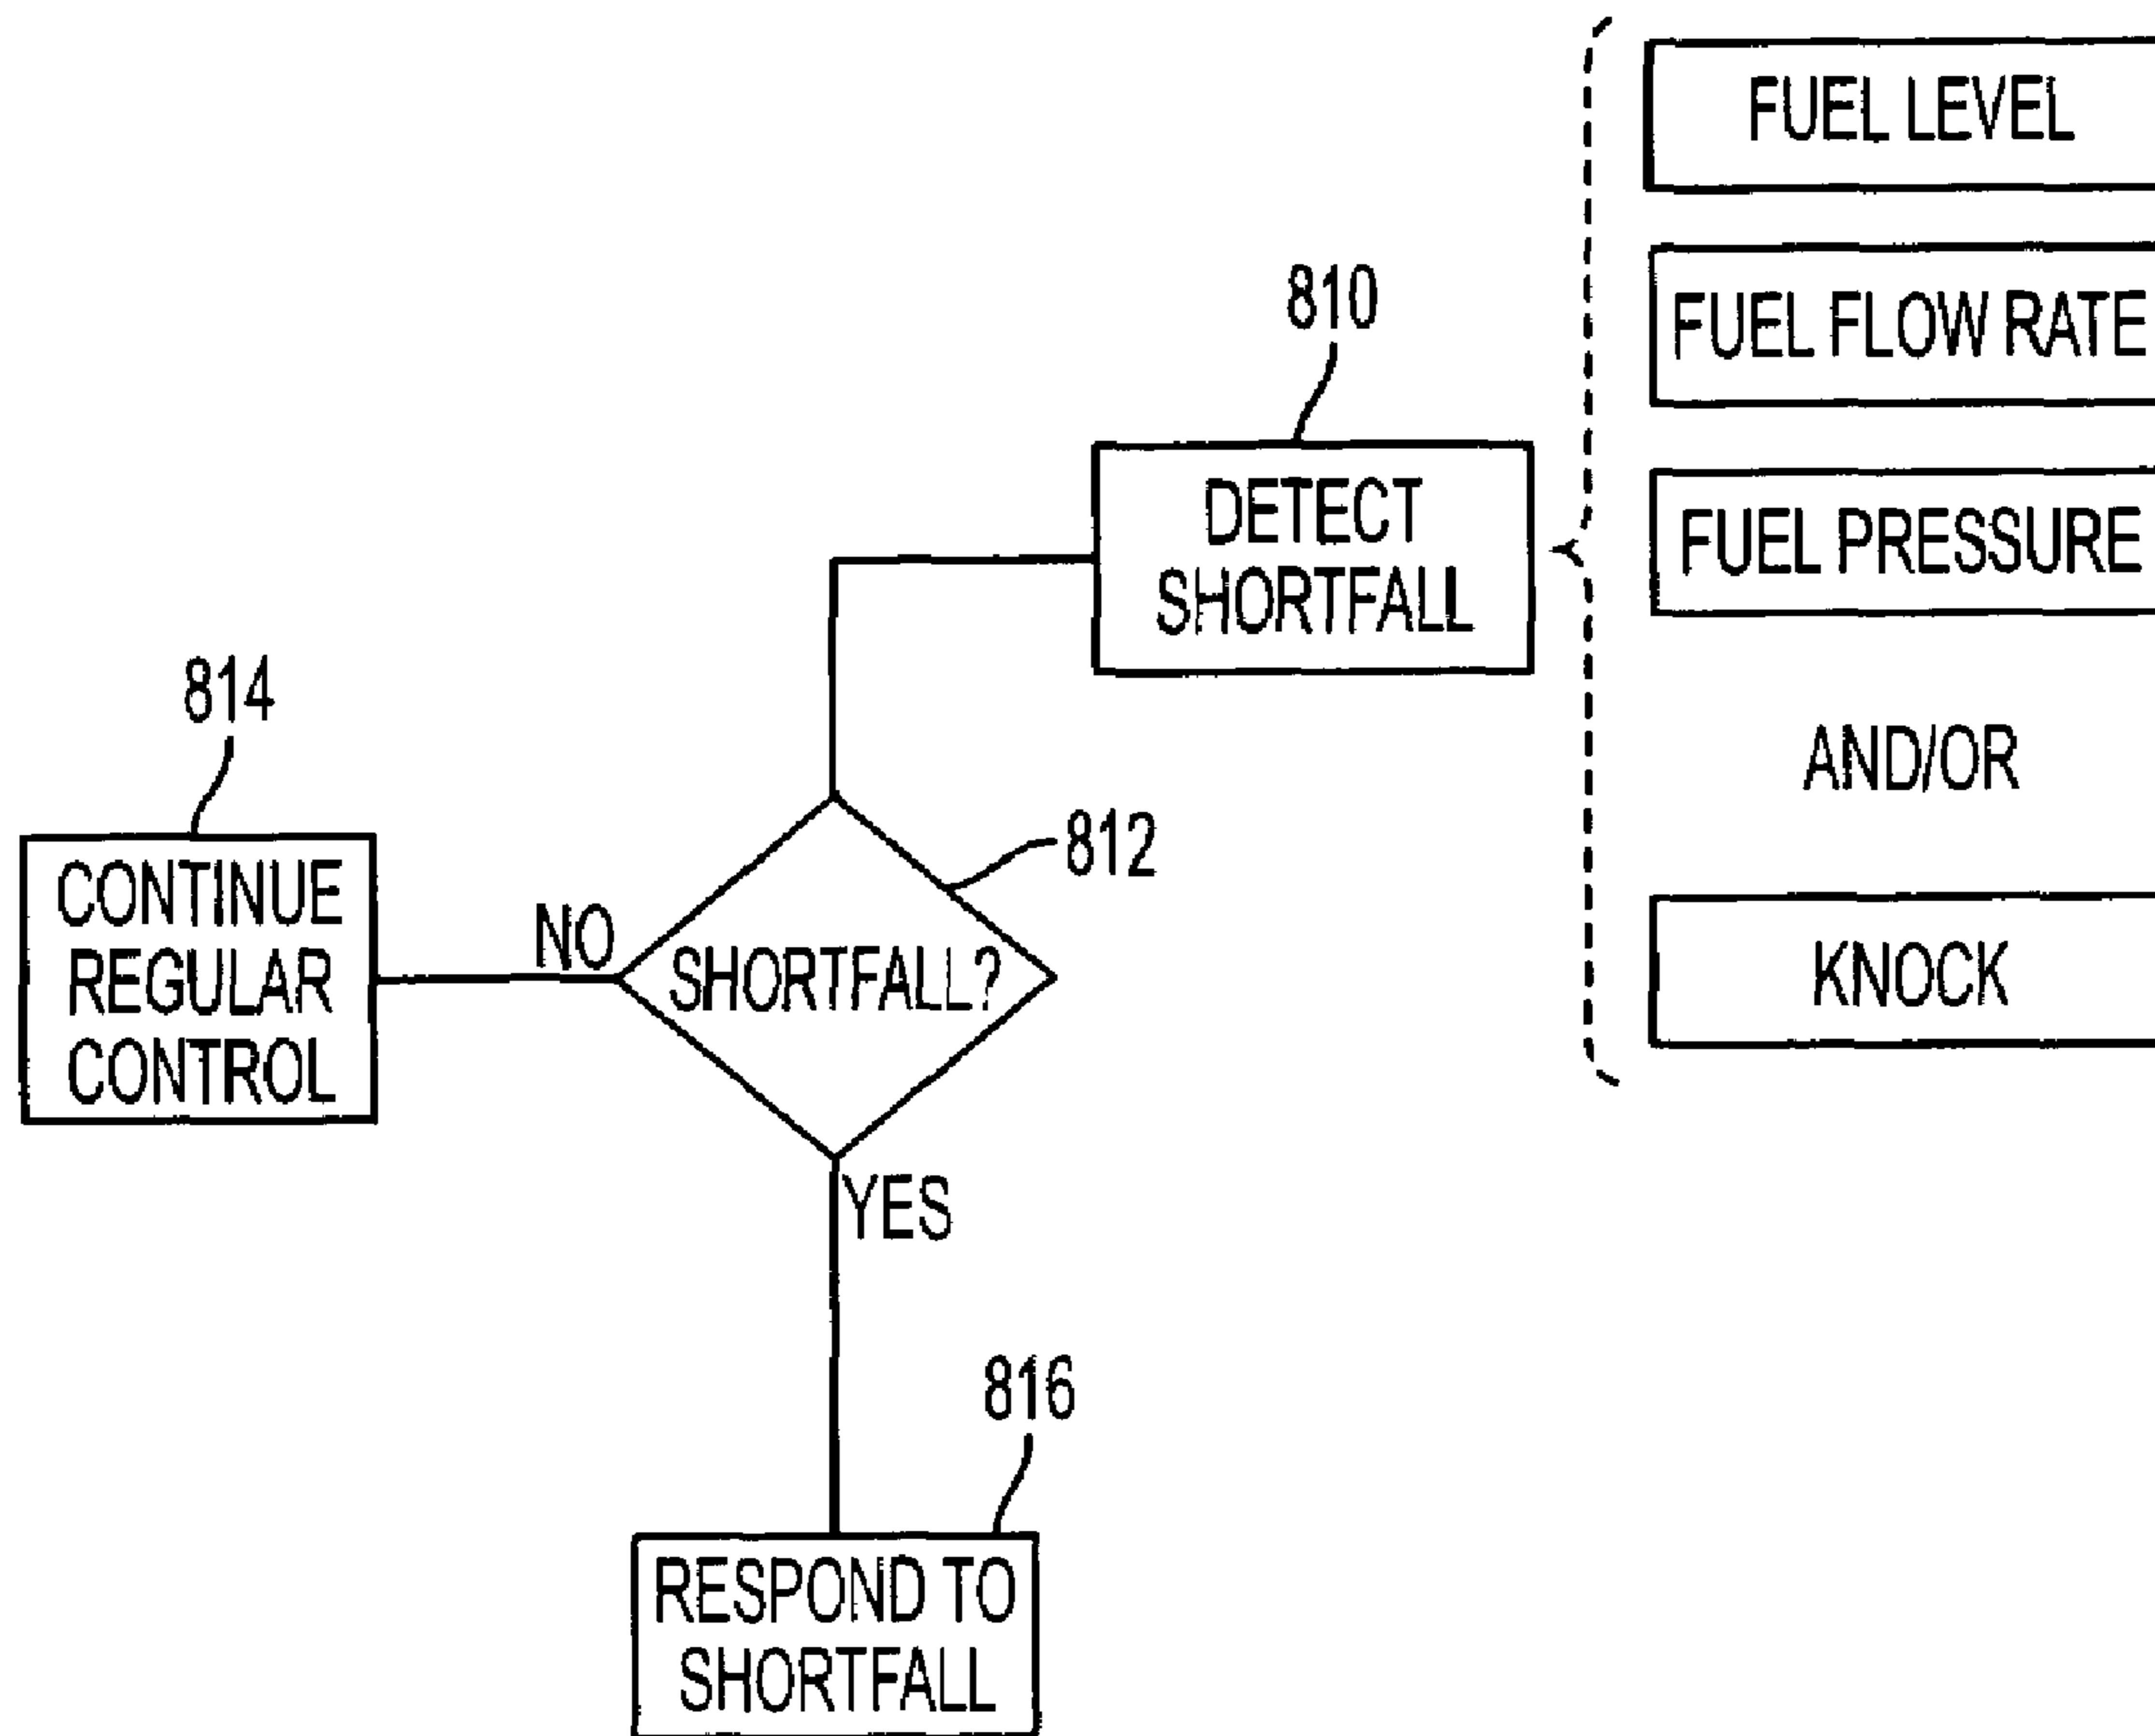 FUEL LEVEL
FUEL FLOW RATE
810
DETECT
SHORTFALL
FUEL PRESSURE
814
AND/OR
812
CONTINUE
REGULAR
CONTROL
NO
SHORTFALL?
KNOCK
YES
816
RESPOND TO
SHORTFALL